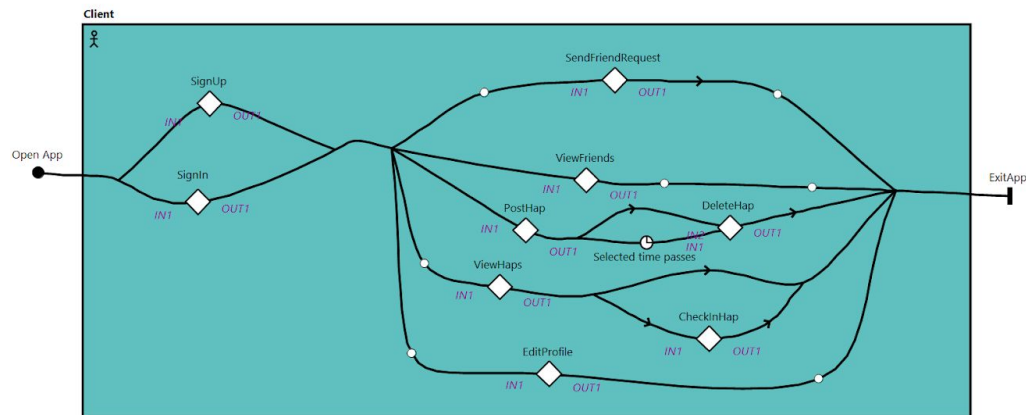 Client
SendFriendRequest
IN1
OUT1
SignUp
IN1
OUT1
Open App
SignIn
IN1
OUT1
ViewFriends
IN1
OUT1
ExitApp
PostHap
IN1
OUT1
DeleteHap
IN2
IN1
OUT1
Selected time passes
ViewHaps
IN1
OUT1
CheckInHap
IN1
OUT1
EditProfile
IN1
OUT1